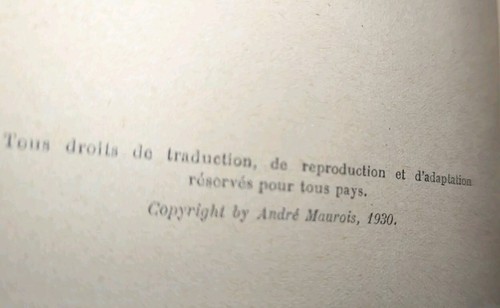 Tous droits de traduction, de reproduction et d'adaptation
réservés pour tous pays.
Copyright by André Maurois, 1930.